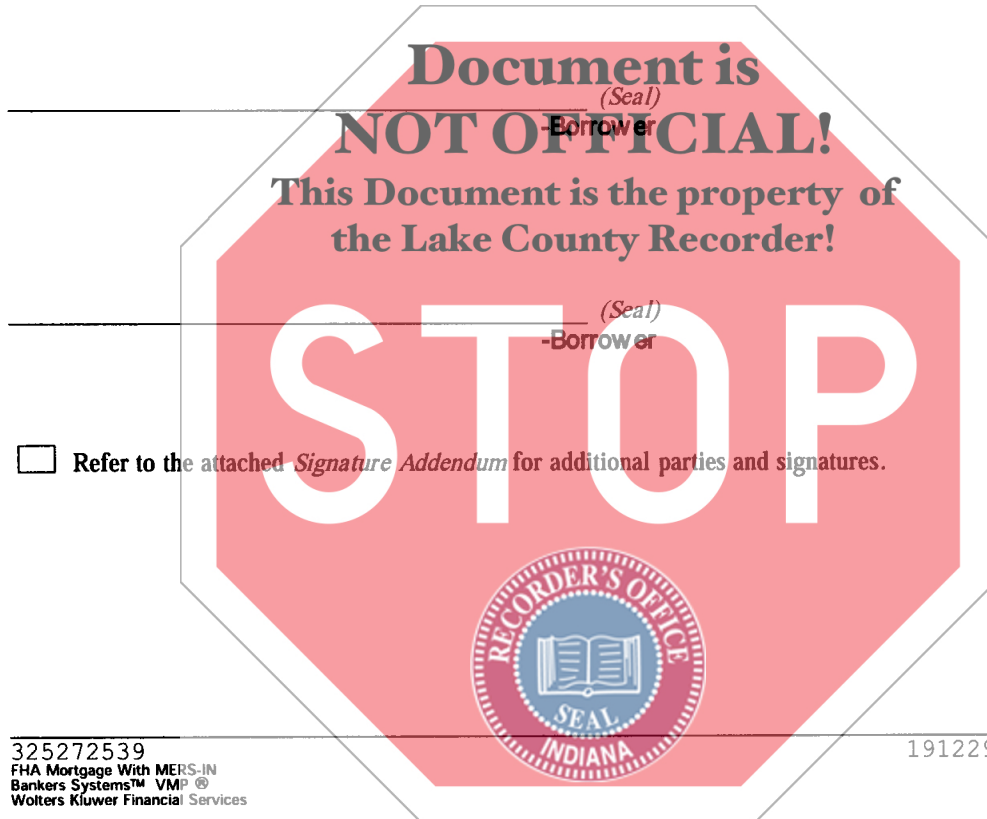 Document is
(Seal)
-Borrower
NOT OFFICIAL!
This Document is the property of
the Lake County Recorder!
(Seal)
-Borrower
STOP
Refer to the attached Signature Addendum for additional parties and signatures.
RECORDER'S OFFICE
SEAL
INDIANA
325272539
191229
FHA Mortgage With MERS-IN
Bankers Systems™ VMP ®
Wolters Kluwer Financial Services